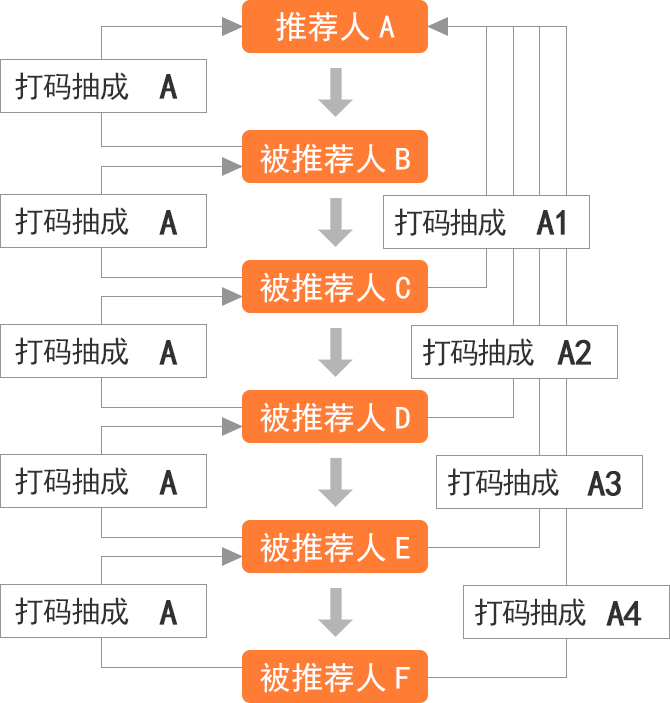 推荐人 A
打码抽成 A
被推荐人 B
打码抽成 A
打码抽成 A1
被推荐人 C
打码抽成 A
打码抽成 A2
被推荐人 D
打码抽成 A
打码抽成 A3
被推荐人 E
打码抽成 A
打码抽成 A4
被推荐人 F